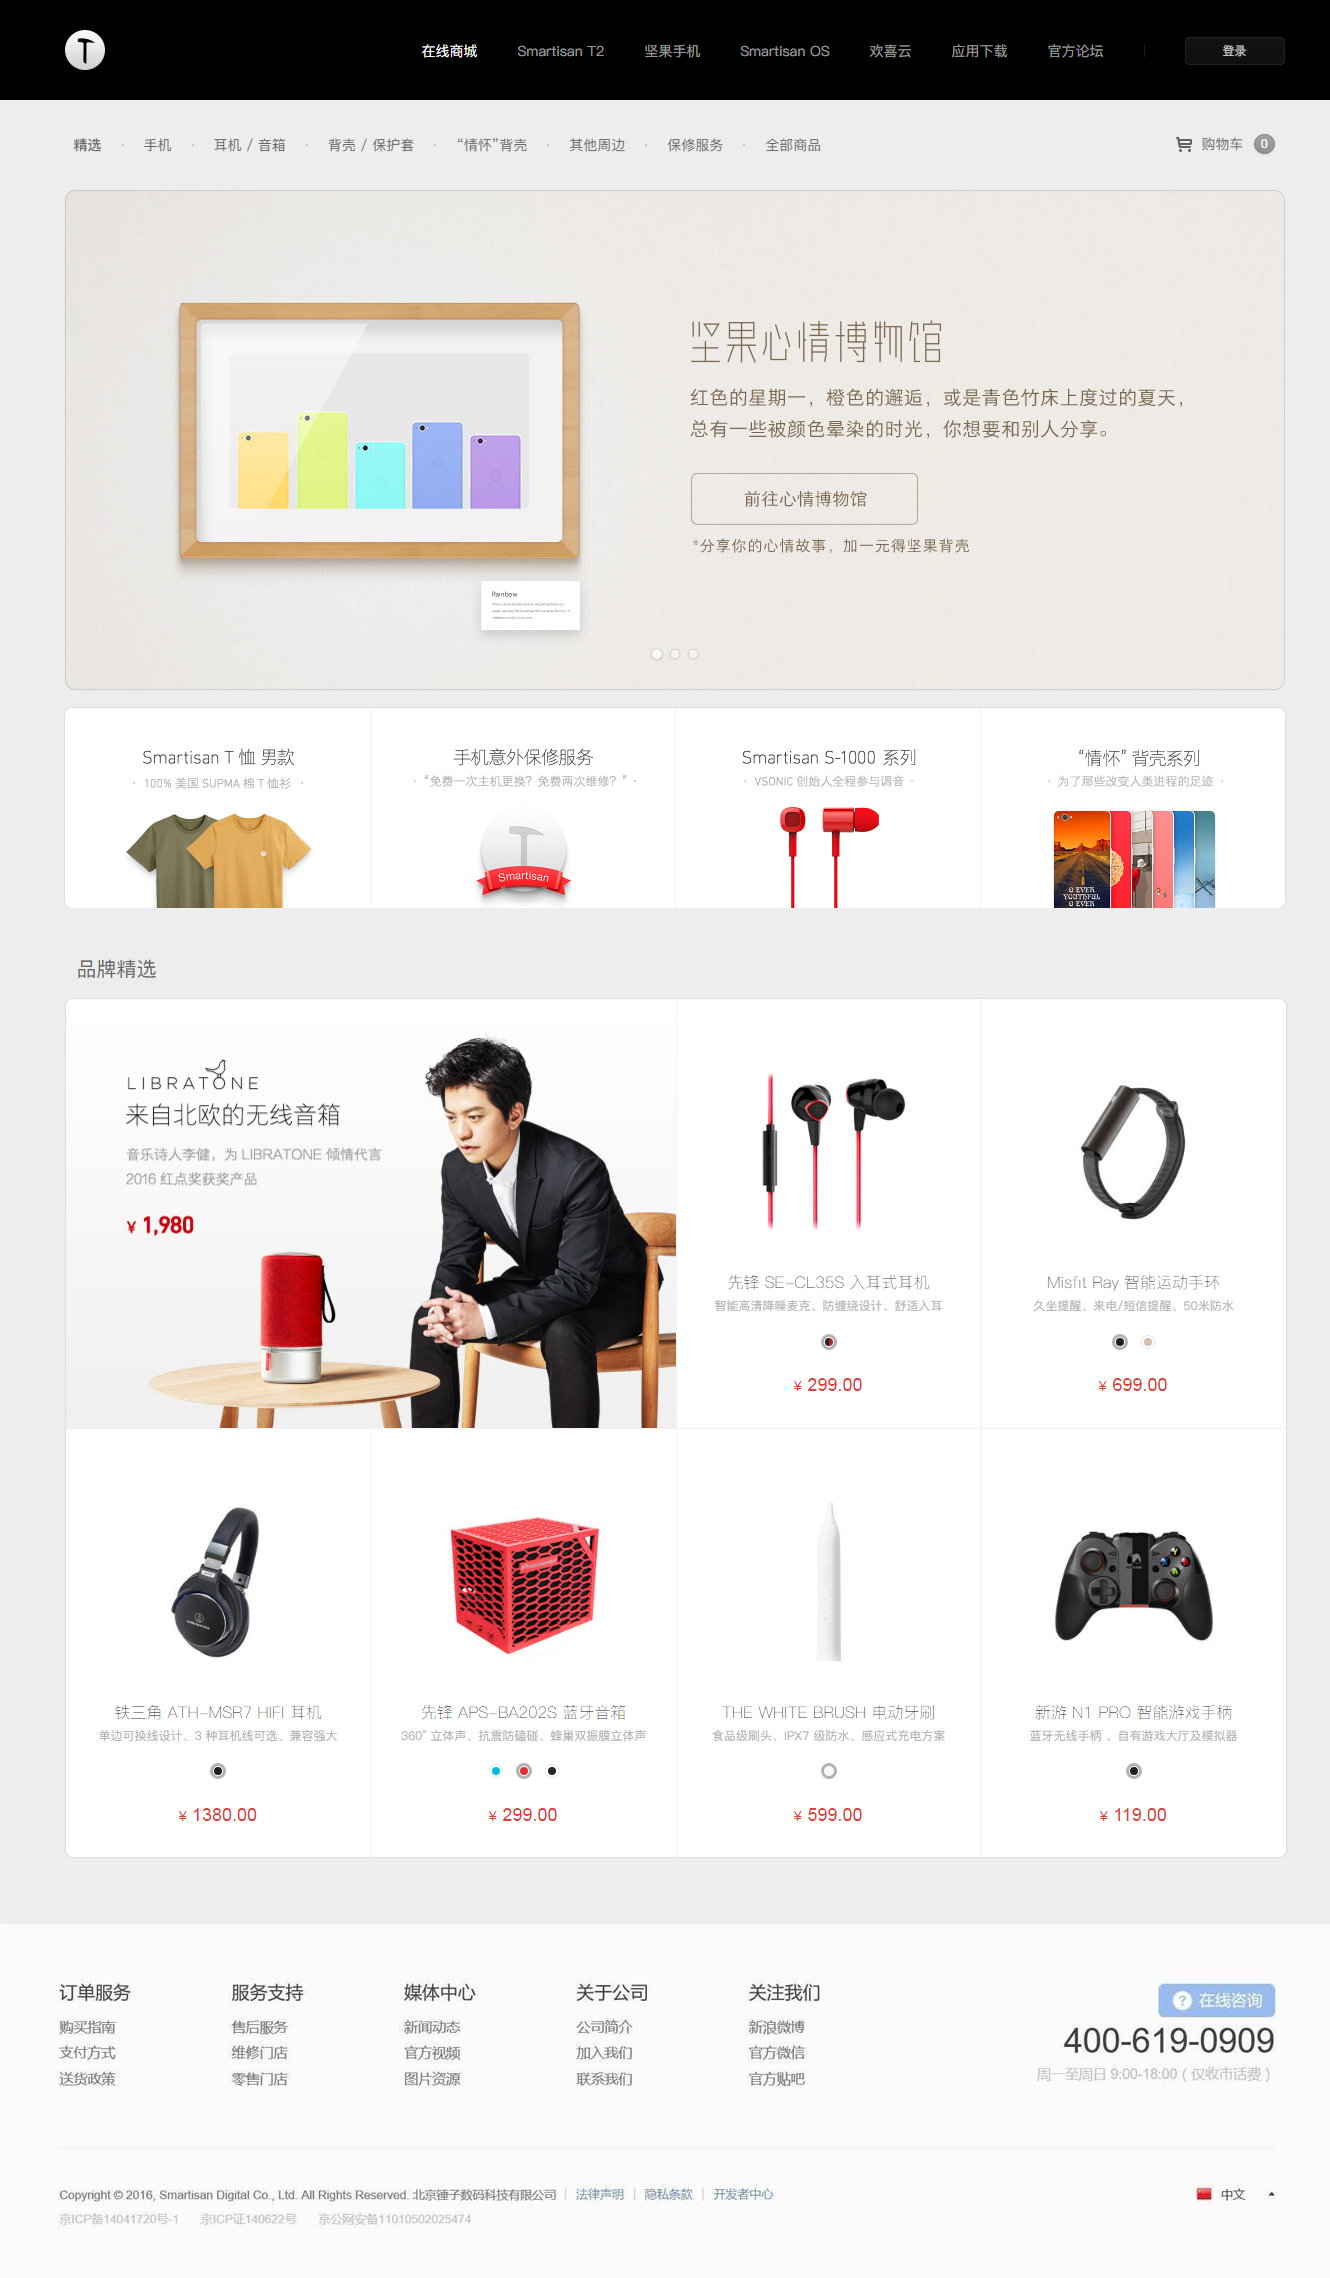 T
在线商城 Smartisan T2 坚果手机 Smartisan OS 欢喜云 应用下载 官方论坛 登录
精选 · 手机 · 耳机 / 音箱 · 背壳 / 保护套 · “情怀”背壳 · 其他周边 · 保修服务 · 全部商品 购物车 0
坚果心情博物馆
红色的星期一，橙色的邂逅，或是青色竹床上度过的夏天，
总有一些被颜色晕染的时光，你想要和别人分享。
前往心情博物馆
*分享你的心情故事，加一元得坚果背壳
Rainbow
Smartisan T 恤 男款
· 100% 美国 SUPMA 棉 T 恤衫 ·
手机意外保修服务
· “免费一次主机更换？免费两次维修？” ·
Smartisan
Smartisan S-1000 系列
· VSONIC 创始人全程参与调音 ·
“情怀” 背壳系列
· 为了那些改变人类进程的足迹 ·
O EVER
YOUTHFUL
O EVER
品牌精选
LIBRATONE
来自北欧的无线音箱
音乐诗人李健，为 LIBRATONE 倾情代言
2016 红点奖获奖产品
¥ 1,980
先锋 SE-CL35S 入耳式耳机
智能高清降噪麦克、防缠绕设计、舒适入耳
¥ 299.00
Misfit Ray 智能运动手环
久坐提醒、来电/短信提醒、50米防水
¥ 699.00
铁三角 ATH-MSR7 HIFI 耳机
单边可换线设计、3 种耳机线可选、兼容强大
¥ 1380.00
Pioneer
先锋 APS-BA202S 蓝牙音箱
360° 立体声、抗震防磕碰、蜂巢双振膜立体声
¥ 299.00
THE WHITE BRUSH 电动牙刷
食品级刷头、IPX7 级防水、感应式充电方案
¥ 599.00
新游 N1 PRO 智能游戏手柄
蓝牙无线手柄 、自有游戏大厅及模拟器
¥ 119.00
订单服务 服务支持 媒体中心 关于公司 关注我们 ? 在线咨询
购买指南 售后服务 新闻动态 公司简介 新浪微博
支付方式 维修门店 官方视频 加入我们 官方微信 400-619-0909
送货政策 零售门店 图片资源 联系我们 官方贴吧 周一至周日 9:00-18:00 ( 仅收市话费 )
Copyright © 2016, Smartisan Digital Co., Ltd. All Rights Reserved. 北京锤子数码科技有限公司 | 法律声明 | 隐私条款 | 开发者中心 中文
京ICP备14041720号-1 京ICP证140622号 京公网安备11010502025474